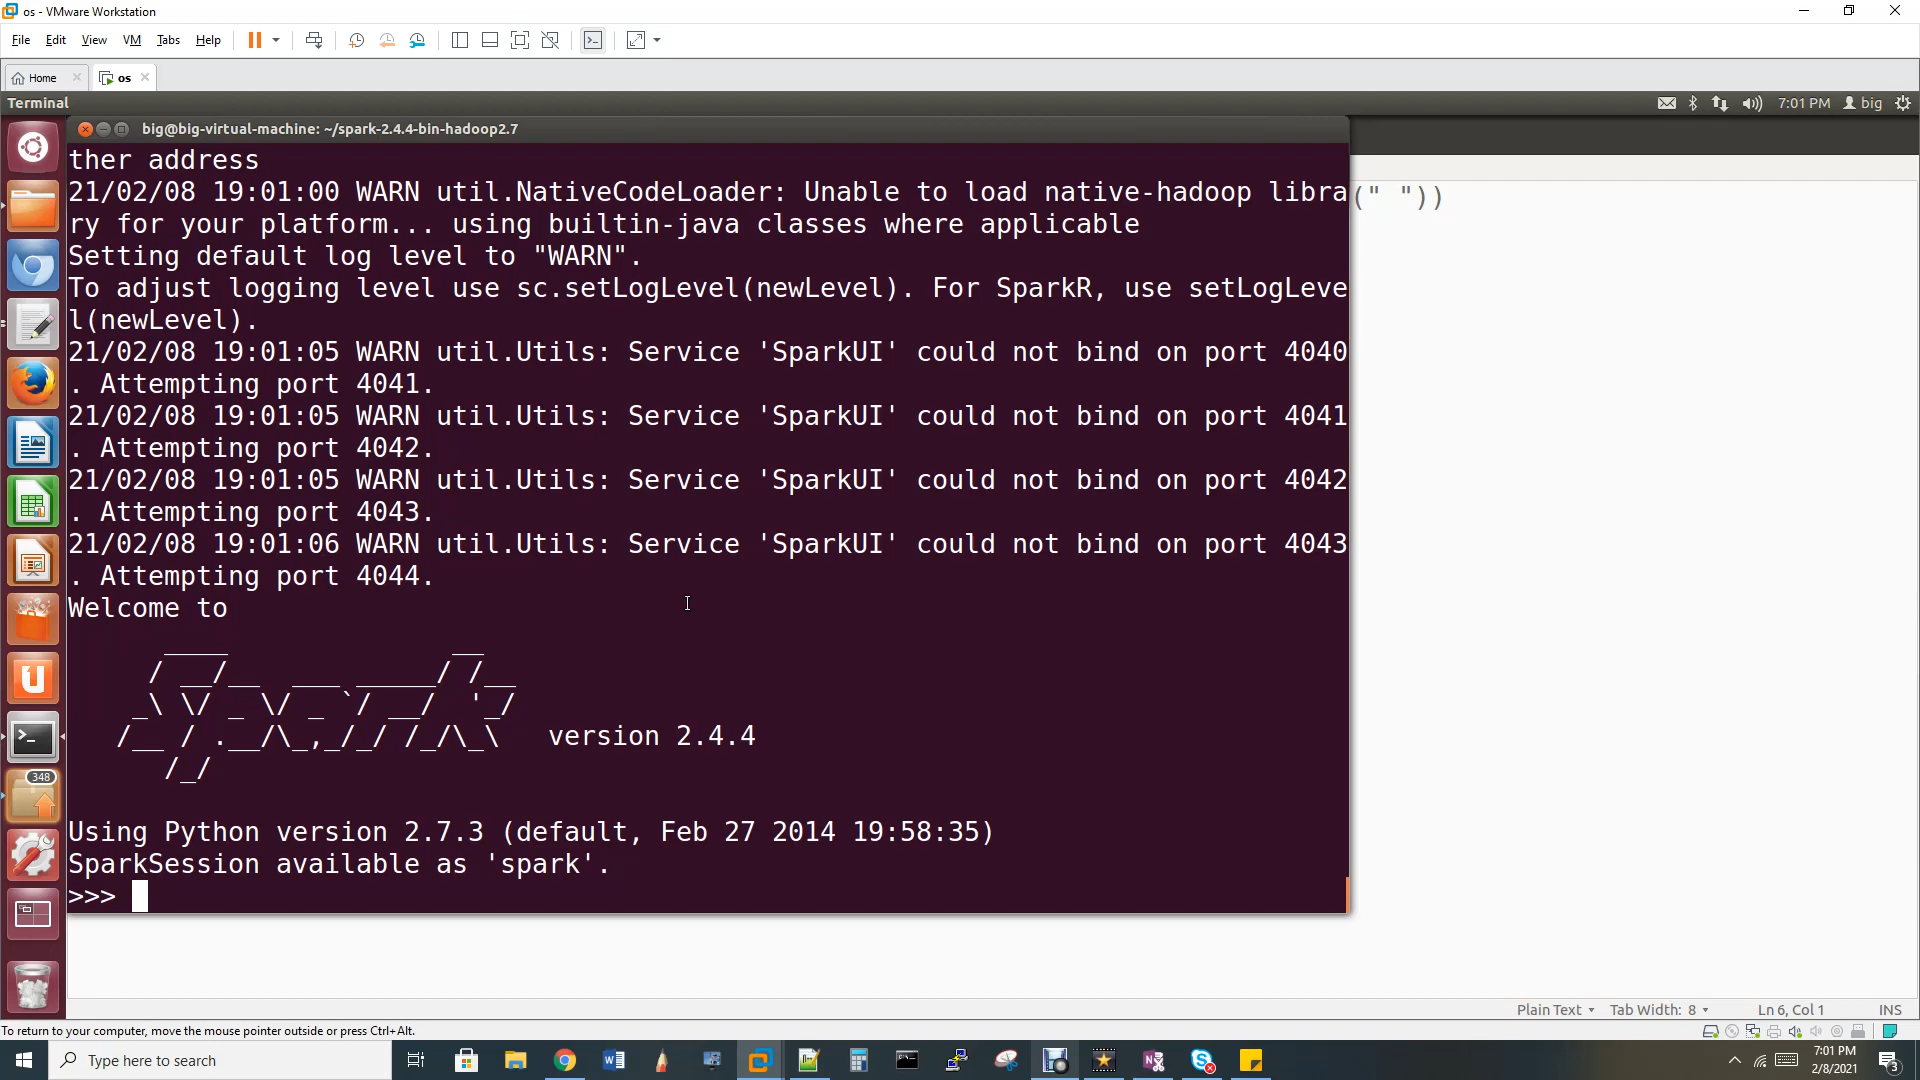 os - VMware Workstation
File Edit View VM Tabs Help
Home os
Terminal 7:01 PM big
big@big-virtual-machine: ~/spark-2.4.4-bin-hadoop2.7
ther address
21/02/08 19:01:00 WARN util.NativeCodeLoader: Unable to load native-hadoop libra
ry for your platform... using builtin-java classes where applicable
Setting default log level to "WARN".
To adjust logging level use sc.setLogLevel(newLevel). For SparkR, use setLogLeve
l(newLevel).
21/02/08 19:01:05 WARN util.Utils: Service 'SparkUI' could not bind on port 4040
. Attempting port 4041.
21/02/08 19:01:05 WARN util.Utils: Service 'SparkUI' could not bind on port 4041
. Attempting port 4042.
21/02/08 19:01:05 WARN util.Utils: Service 'SparkUI' could not bind on port 4042
. Attempting port 4043.
21/02/08 19:01:06 WARN util.Utils: Service 'SparkUI' could not bind on port 4043
. Attempting port 4044.
Welcome to
Spark version 2.4.4
Using Python version 2.7.3 (default, Feb 27 2014 19:58:35)
SparkSession available as 'spark'.
>>>
(" "))
348
Plain Text Tab Width: 8 Ln 6, Col 1 INS
To return to your computer, move the mouse pointer outside or press Ctrl+Alt.
Type here to search
7:01 PM
2/8/2021
3